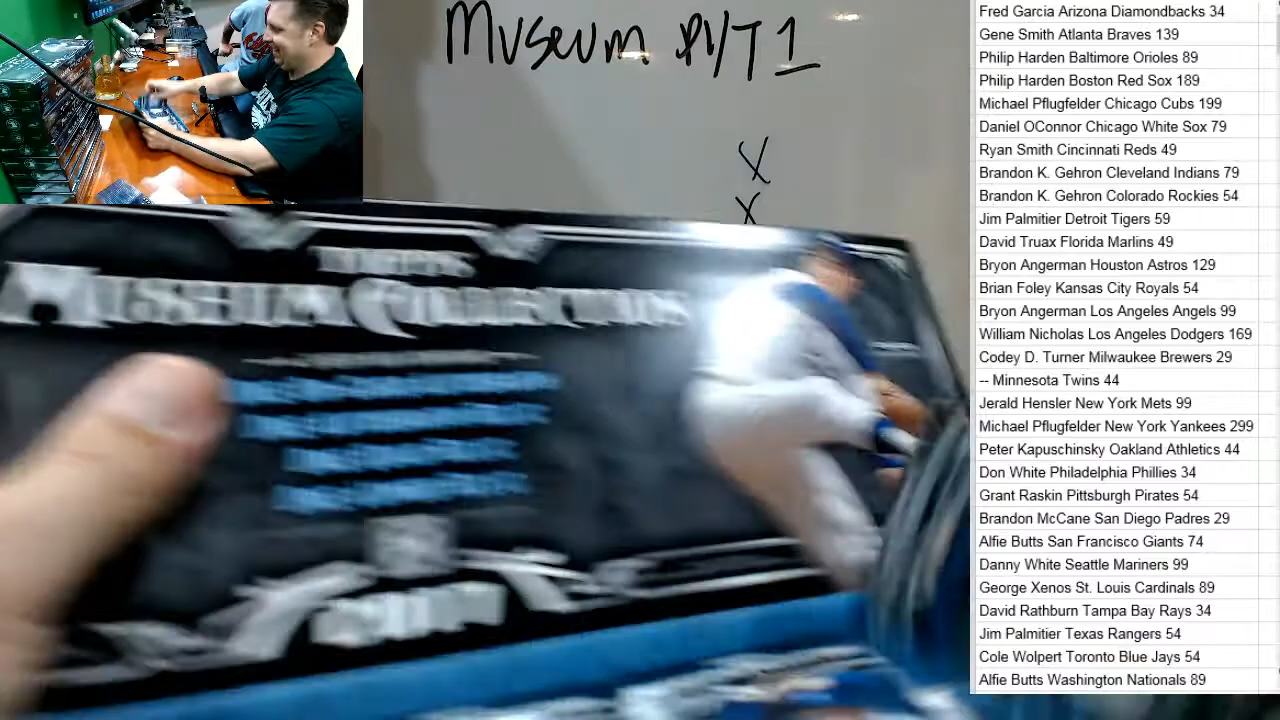 Museum Pl/T 1
X
X
MUSEUM COLLECTION
Fred Garcia Arizona Diamondbacks 34
Gene Smith Atlanta Braves 139
Philip Harden Baltimore Orioles 89
Philip Harden Boston Red Sox 189
Michael Pflugfelder Chicago Cubs 199
Daniel OConnor Chicago White Sox 79
Ryan Smith Cincinnati Reds 49
Brandon K. Gehron Cleveland Indians 79
Brandon K. Gehron Colorado Rockies 54
Jim Palmitier Detroit Tigers 59
David Truax Florida Marlins 49
Bryon Angerman Houston Astros 129
Brian Foley Kansas City Royals 54
Bryon Angerman Los Angeles Angels 99
William Nicholas Los Angeles Dodgers 169
Codey D. Turner Milwaukee Brewers 29
-- Minnesota Twins 44
Jerald Hensler New York Mets 99
Michael Pflugfelder New York Yankees 299
Peter Kapuschinsky Oakland Athletics 44
Don White Philadelphia Phillies 34
Grant Raskin Pittsburgh Pirates 54
Brandon McCane San Diego Padres 29
Alfie Butts San Francisco Giants 74
Danny White Seattle Mariners 99
George Xenos St. Louis Cardinals 89
David Rathburn Tampa Bay Rays 34
Jim Palmitier Texas Rangers 54
Cole Wolpert Toronto Blue Jays 54
Alfie Butts Washington Nationals 89